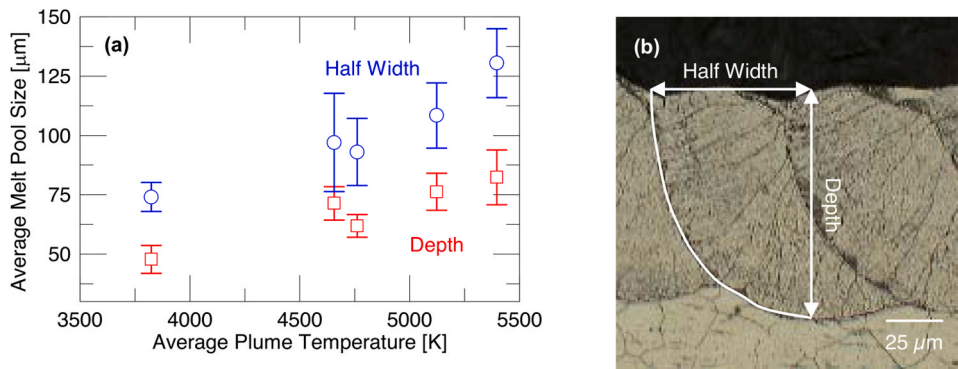 (a)
Half Width
Depth
150
125
100
75
50
3500
4000
4500
5000
5500
Average Melt Pool Size [μm]
Average Plume Temperature [K]
(b)
Half Width
Depth
25 μm